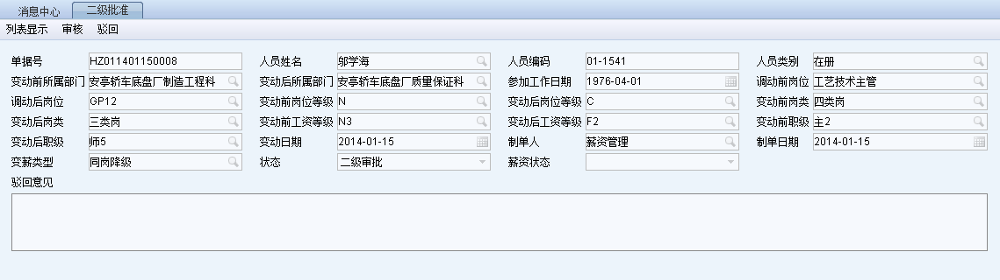 消息中心 二级批准
列表显示 审核 驳回
单据号 HZ011401150008 人员姓名 邬学海 人员编码 01-1541 人员类别 在册
变动前所属部门 安亭轿车底盘厂制造工程科 变动后所属部门 安亭轿车底盘厂质量保证科 参加工作日期 1976-04-01 调动前岗位 工艺技术主管
调动后岗位 GP12 变动前岗位等级 N 变动后岗位等级 C 变动前岗类 四类岗
变动后岗类 三类岗 变动前工资等级 N3 变动后工资等级 F2 变动前职级 主2
变动后职级 师5 变动日期 2014-01-15 制单人 薪资管理 制单日期 2014-01-15
变薪类型 同岗降级 状态 二级审批 薪资状态
驳回意见